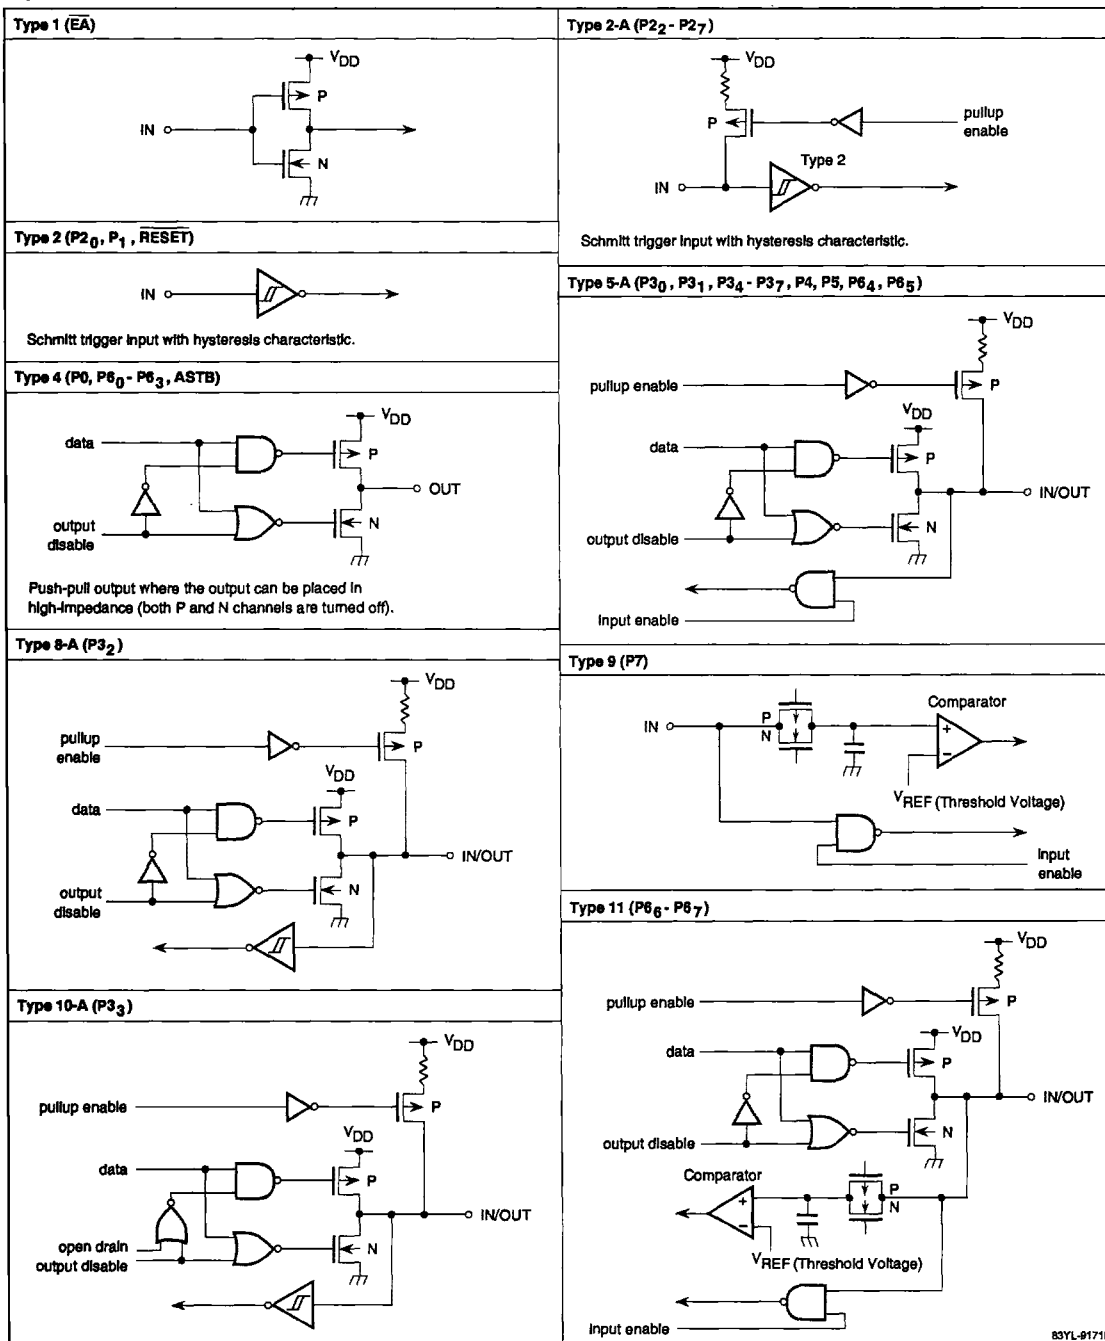 Type 1 (EA)
VDD
P
IN
N
Type 2 (P20, P1, RESET)
IN
Schmitt trigger input with hysteresis characteristic.
Type 4 (P0, P60 - P63, ASTB)
VDD
data
P
OUT
output
disable
N
Push-pull output where the output can be placed in
high-impedance (both P and N channels are turned off).
Type 8-A (P32)
VDD
pullup
enable
P
VDD
data
P
IN/OUT
output
disable
N
Type 10-A (P33)
VDD
pullup enable
P
VDD
data
P
IN/OUT
open drain
output disable
N
Type 2-A (P22 - P27)
VDD
P
pullup
enable
Type 2
IN
Schmitt trigger input with hysteresis characteristic.
Type 5-A (P30, P31, P34 - P37, P4, P5, P64, P65)
VDD
pullup enable
P
VDD
data
P
IN/OUT
output disable
N
Input enable
Type 9 (P7)
Comparator
IN
P
N
+
−
VREF (Threshold Voltage)
Input
enable
Type 11 (P66 - P67)
VDD
pullup enable
P
VDD
data
P
IN/OUT
output disable
N
Comparator
P
N
+
−
VREF (Threshold Voltage)
Input enable